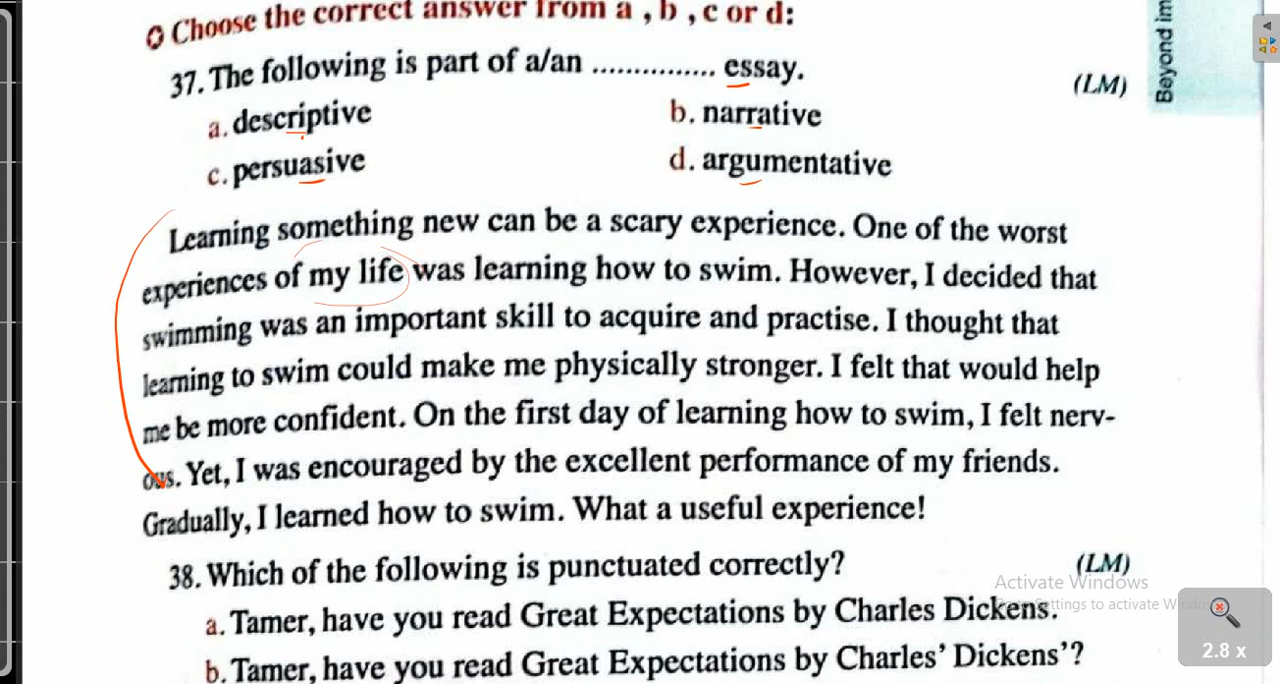 ✪ Choose the correct answer from a , b , c or d:
Beyond im
37. The following is part of a/an ............... essay.
(LM)
a. descriptive
b. narrative
c. persuasive
d. argumentative
Learning something new can be a scary experience. One of the worst
experiences of my life was learning how to swim. However, I decided that
swimming was an important skill to acquire and practise. I thought that
learning to swim could make me physically stronger. I felt that would help
me be more confident. On the first day of learning how to swim, I felt nerv-
ous. Yet, I was encouraged by the excellent performance of my friends.
Gradually, I learned how to swim. What a useful experience!
38. Which of the following is punctuated correctly?
(LM)
Activate Windows
Settings to activate
a. Tamer, have you read Great Expectations by Charles Dickens.
b. Tamer, have you read Great Expectations by Charles’ Dickens’?
2.8 x